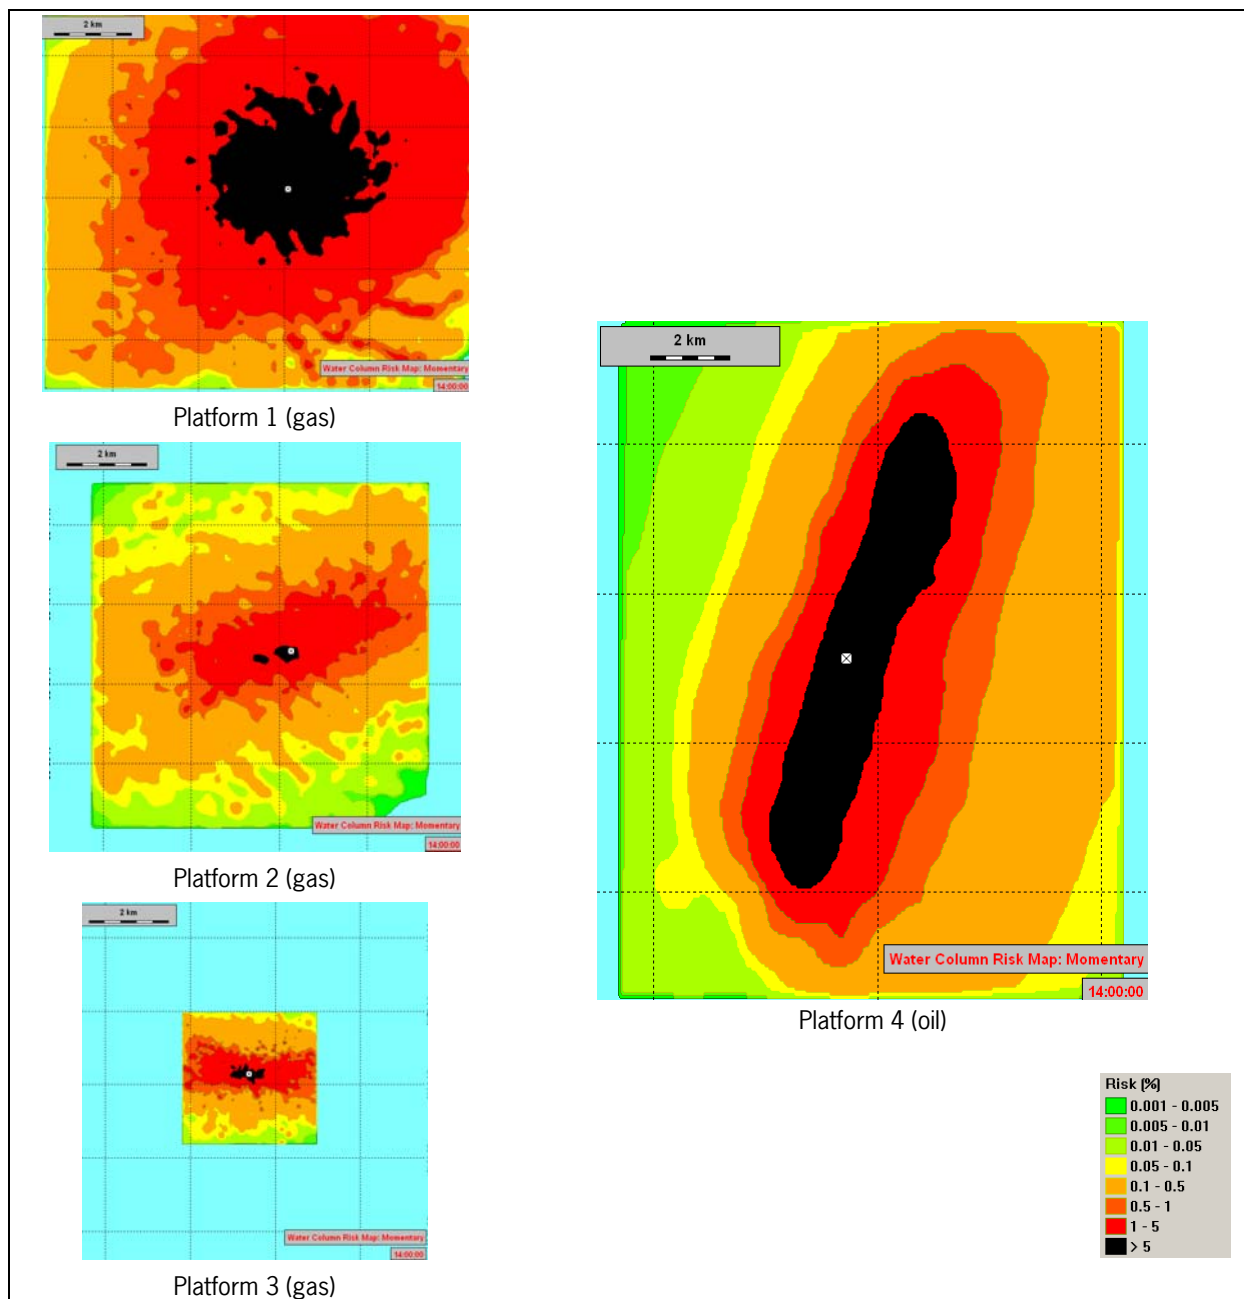 2 km
Water Column Risk Map: Momentary
14:00:00
Platform 1 (gas)
2 km
Water Column Risk Map: Momentary
14:00:00
Platform 2 (gas)
2 km
Water Column Risk Map: Momentary
14:00:00
Platform 3 (gas)
2 km
Water Column Risk Map: Momentary
14:00:00
Platform 4 (oil)
Risk (%)
0.001 - 0.005
0.005 - 0.01
0.01 - 0.05
0.05 - 0.1
0.1 - 0.5
0.5 - 1
1 - 5
> 5